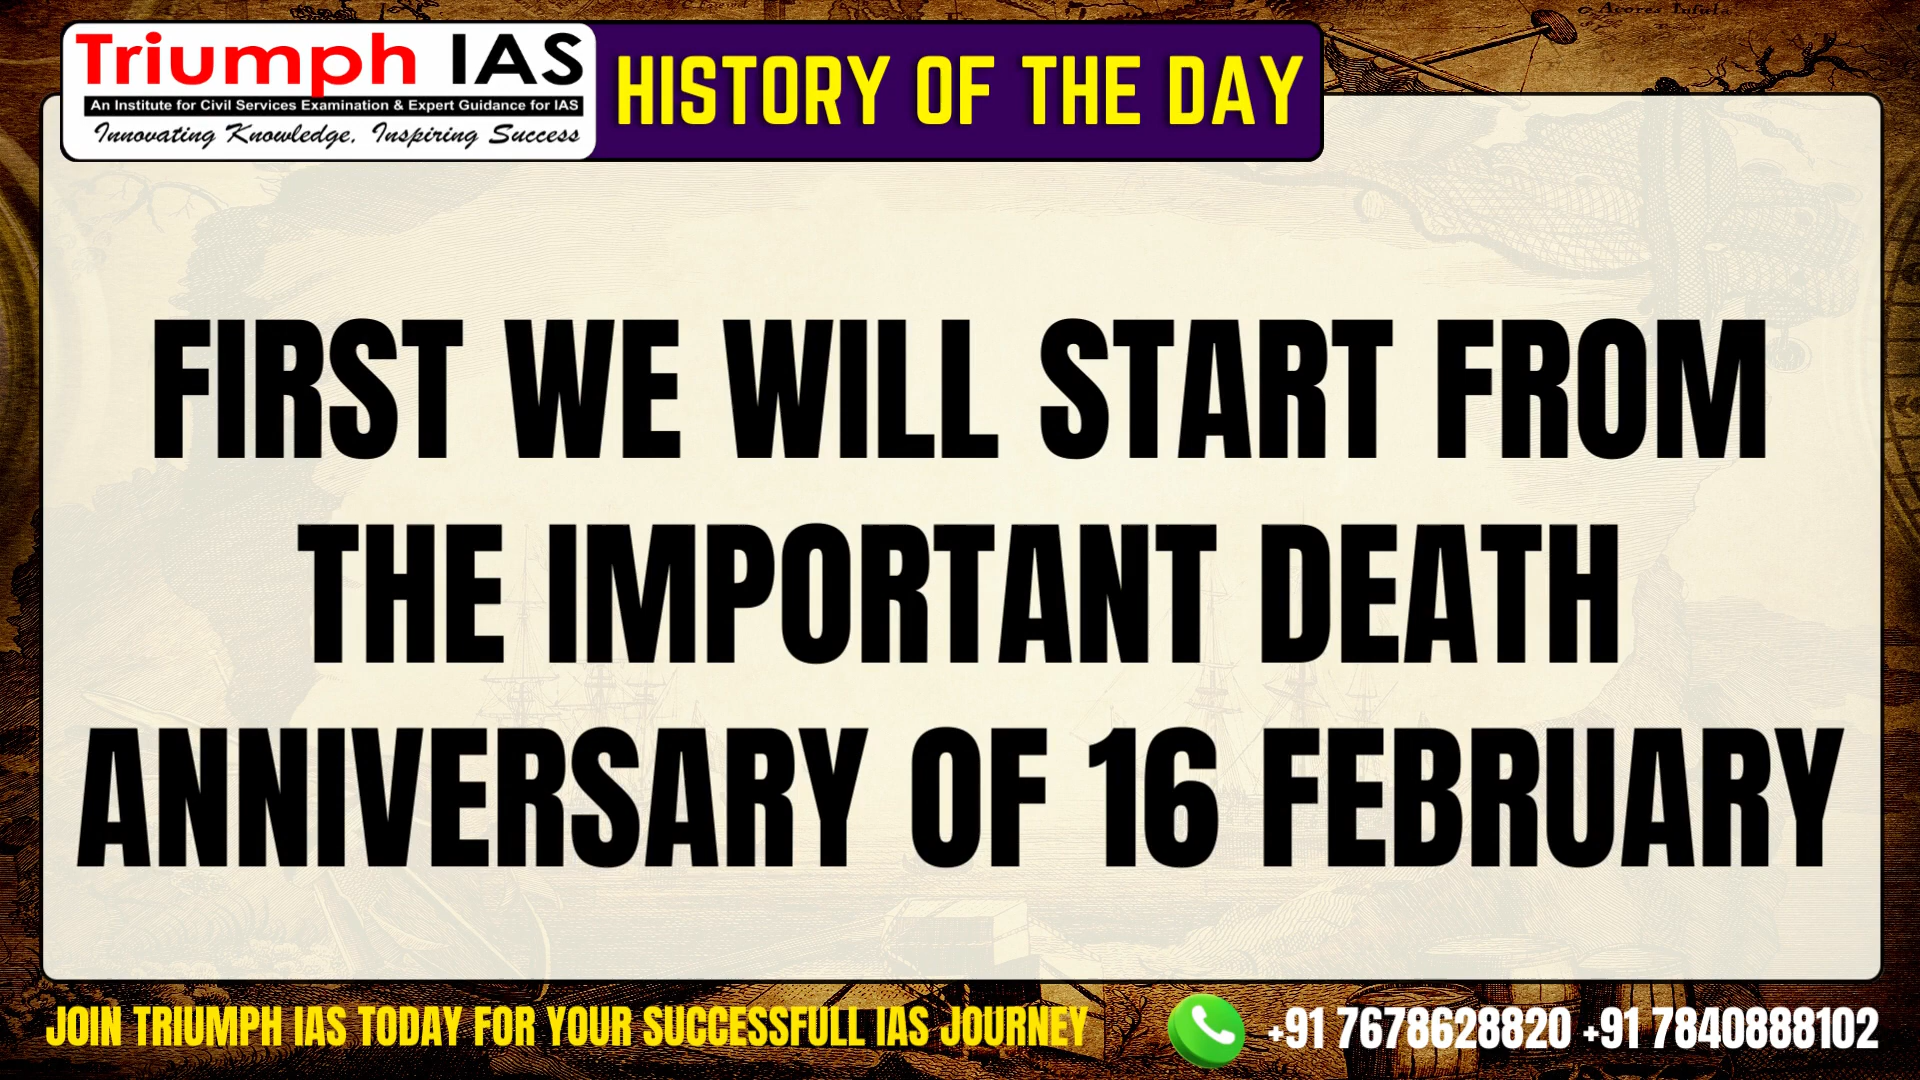 Acores Insula
Triumph IAS
An Institute for Civil Services Examination & Expert Guidance for IAS
Innovating Knowledge, Inspiring Success
HISTORY OF THE DAY
FIRST WE WILL START FROM
THE IMPORTANT DEATH
ANNIVERSARY OF 16 FEBRUARY
JOIN TRIUMPH IAS TODAY FOR YOUR SUCCESSFULL IAS JOURNEY
+91 7678628820 +91 7840888102